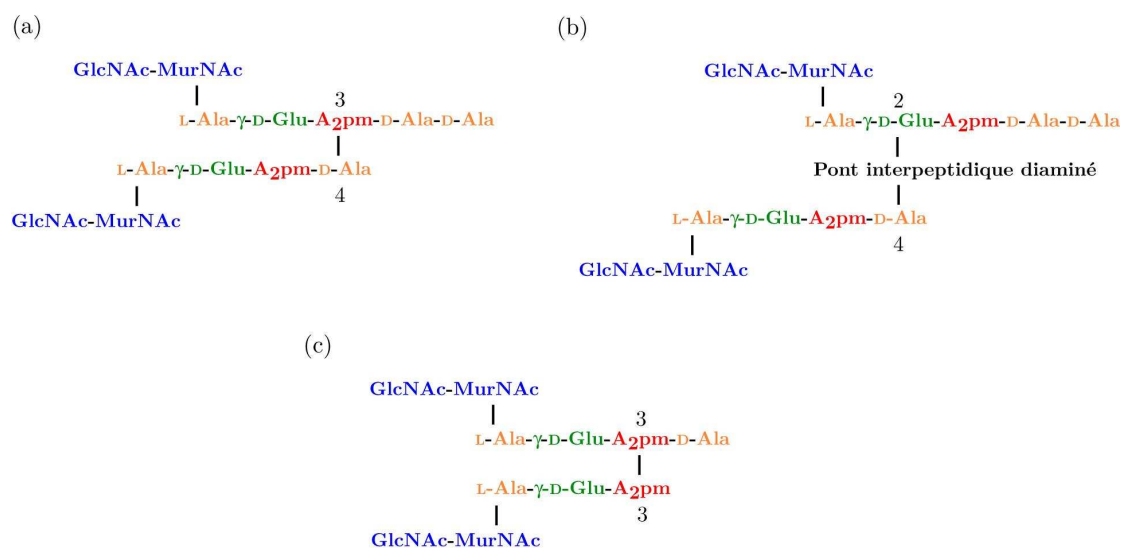 (a)
GlcNAc-MurNAc
3
L-Ala-γ-D-Glu-A2pm-D-Ala-D-Ala
L-Ala-γ-D-Glu-A2pm-D-Ala
4
GlcNAc-MurNAc
(b)
GlcNAc-MurNAc
2
L-Ala-γ-D-Glu-A2pm-D-Ala-D-Ala
Pont interpeptidique diaminé
L-Ala-γ-D-Glu-A2pm-D-Ala
4
GlcNAc-MurNAc
(c)
GlcNAc-MurNAc
3
L-Ala-γ-D-Glu-A2pm-D-Ala
L-Ala-γ-D-Glu-A2pm
3
GlcNAc-MurNAc